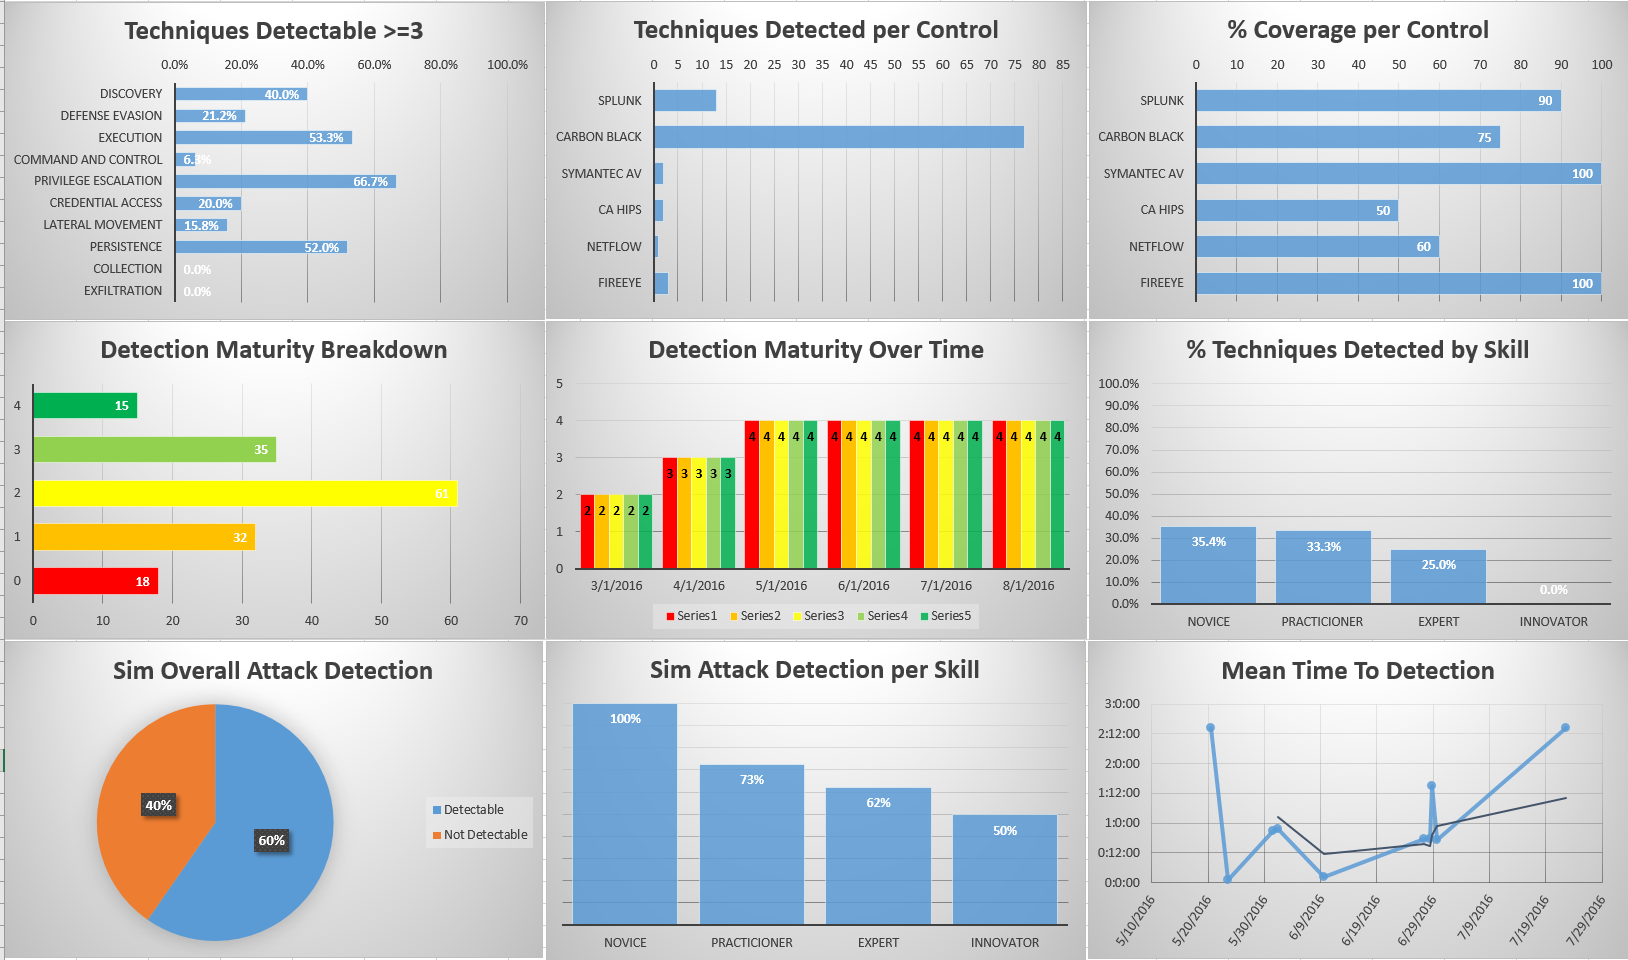 Techniques Detectable >=3
0.0% 20.0% 40.0% 60.0% 80.0% 100.0%
DISCOVERY 40.0%
DEFENSE EVASION 21.2%
EXECUTION 53.3%
COMMAND AND CONTROL 6.3%
PRIVILEGE ESCALATION 66.7%
CREDENTIAL ACCESS 20.0%
LATERAL MOVEMENT 15.8%
PERSISTENCE 52.0%
COLLECTION 0.0%
EXFILTRATION 0.0%
Techniques Detected per Control
0 5 10 15 20 25 30 35 40 45 50 55 60 65 70 75 80 85
SPLUNK
CARBON BLACK
SYMANTEC AV
CA HIPS
NETFLOW
FIREEYE
% Coverage per Control
0 10 20 30 40 50 60 70 80 90 100
SPLUNK 90
CARBON BLACK 75
SYMANTEC AV 100
CA HIPS 50
NETFLOW 60
FIREEYE 100
Detection Maturity Breakdown
4 15
3 35
2 61
1 32
0 18
0 10 20 30 40 50 60 70
Detection Maturity Over Time
5
4
3
2
1
0
2 2 2 2 2 3 3 3 3 3 4 4 4 4 4 4 4 4 4 4 4 4 4 4 4 4 4 4 4 4
3/1/2016 4/1/2016 5/1/2016 6/1/2016 7/1/2016 8/1/2016
Series1 Series2 Series3 Series4 Series5
% Techniques Detected by Skill
100.0%
90.0%
80.0%
70.0%
60.0%
50.0%
40.0%
30.0%
20.0%
10.0%
0.0%
35.4% 33.3% 25.0% 0.0%
NOVICE PRACTICIONER EXPERT INNOVATOR
Sim Overall Attack Detection
40%
60%
Detectable
Not Detectable
Sim Attack Detection per Skill
100% 73% 62% 50%
NOVICE PRACTICIONER EXPERT INNOVATOR
Mean Time To Detection
3:0:00
2:12:00
2:0:00
1:12:00
1:0:00
0:12:00
0:0:00
5/10/2016 5/20/2016 5/30/2016 6/9/2016 6/19/2016 6/29/2016 7/9/2016 7/19/2016 7/29/2016